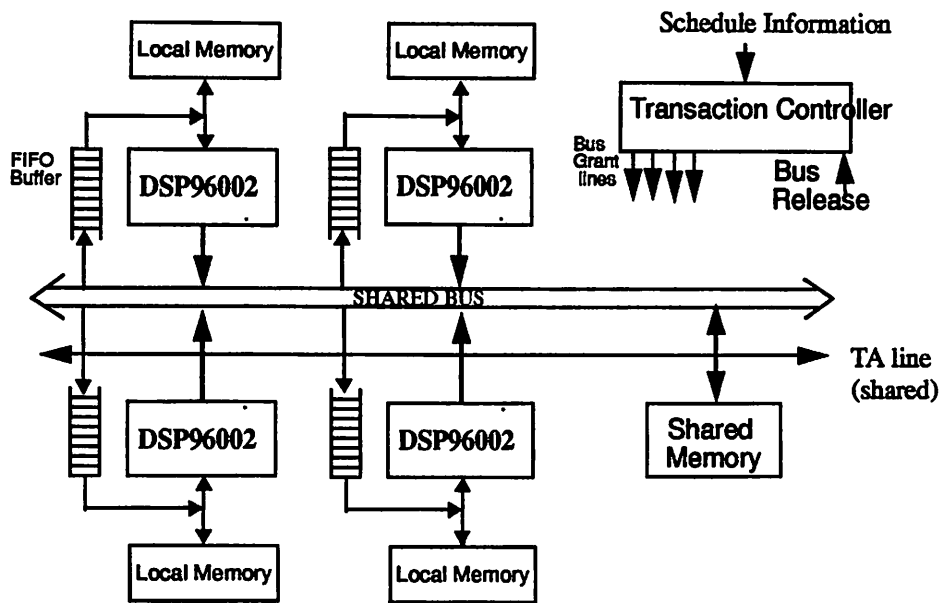 Local Memory
Local Memory
Schedule Information
Transaction Controller
FIFO
Buffer
DSP96002
DSP96002
Bus
Grant
lines
Bus
Release
SHARED BUS
TA line
(shared)
DSP96002
DSP96002
Shared
Memory
Local Memory
Local Memory